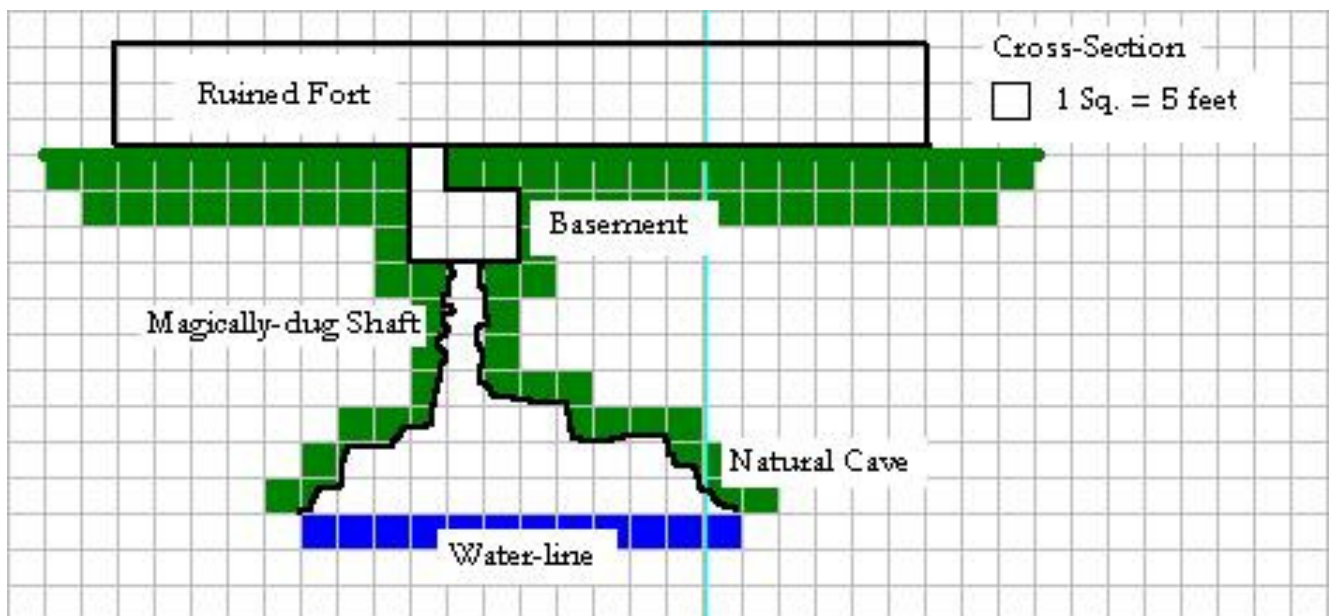 Cross-Section
1 Sq. = 5 feet
Ruined Fort
Basement
Magically-dug Shaft
Natural Cave
Water-line